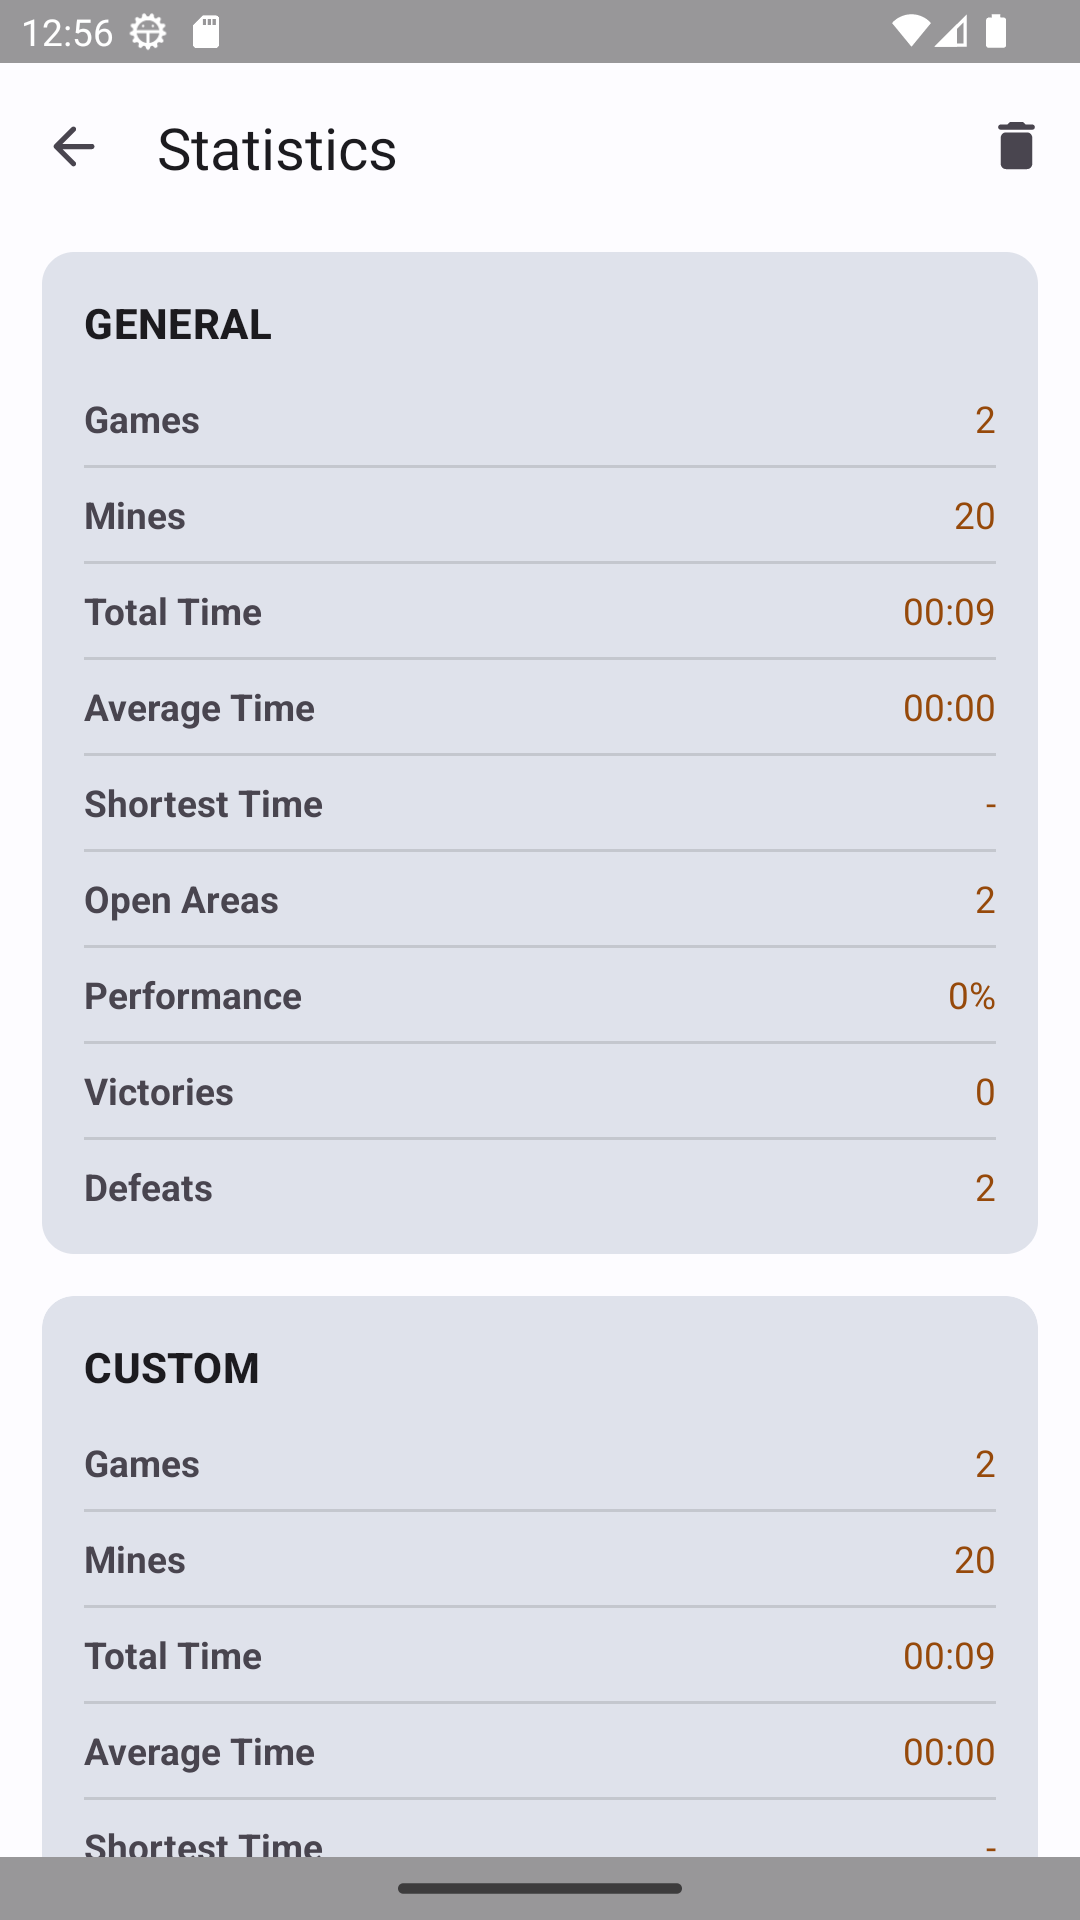 12:56
Statistics
GENERAL
Games 2
Mines 20
Total Time 00:09
Average Time 00:00
Shortest Time -
Open Areas 2
Performance 0%
Victories 0
Defeats 2
CUSTOM
Games 2
Mines 20
Total Time 00:09
Average Time 00:00
Shortest Time -